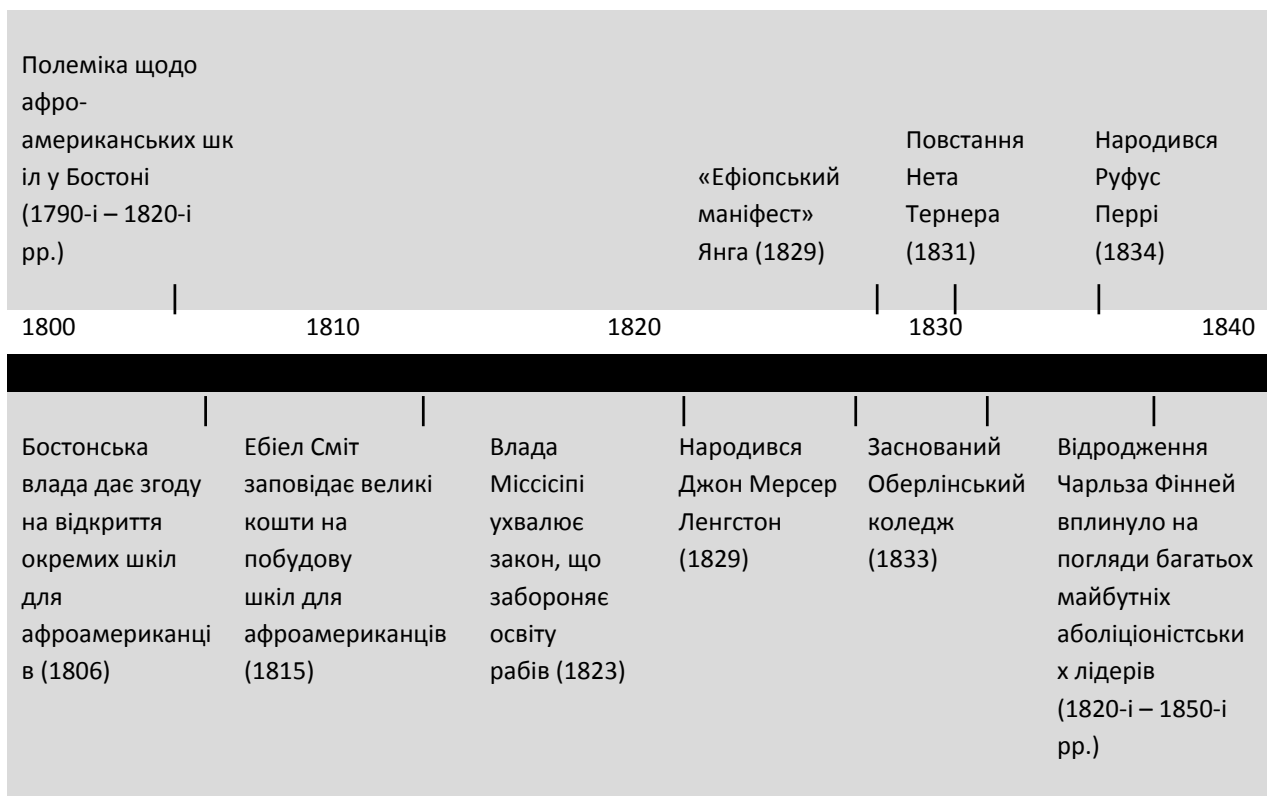 Полеміка щодо
афро-
американських шк
іл у Бостоні
(1790-і – 1820-і
рр.)
«Ефіопський
маніфест»
Янга (1829)
Повстання
Нета
Тернера
(1831)
Народився
Руфус
Перрі
(1834)
1800 1810 1820 1830 1840
Бостонська
влада дає згоду
на відкриття
окремих шкіл
для
афроамериканці
в (1806)
Ебіел Сміт
заповідає великі
кошти на
побудову
шкіл для
афроамериканців
(1815)
Влада
Міссісіпі
ухвалює
закон, що
забороняє
освіту
рабів (1823)
Народився
Джон Мерсер
Ленгстон
(1829)
Заснований
Оберлінський
коледж
(1833)
Відродження
Чарльза Фінней
вплинуло на
погляди багатьох
майбутніх
аболіціоністськи
х лідерів
(1820-і – 1850-і
рр.)